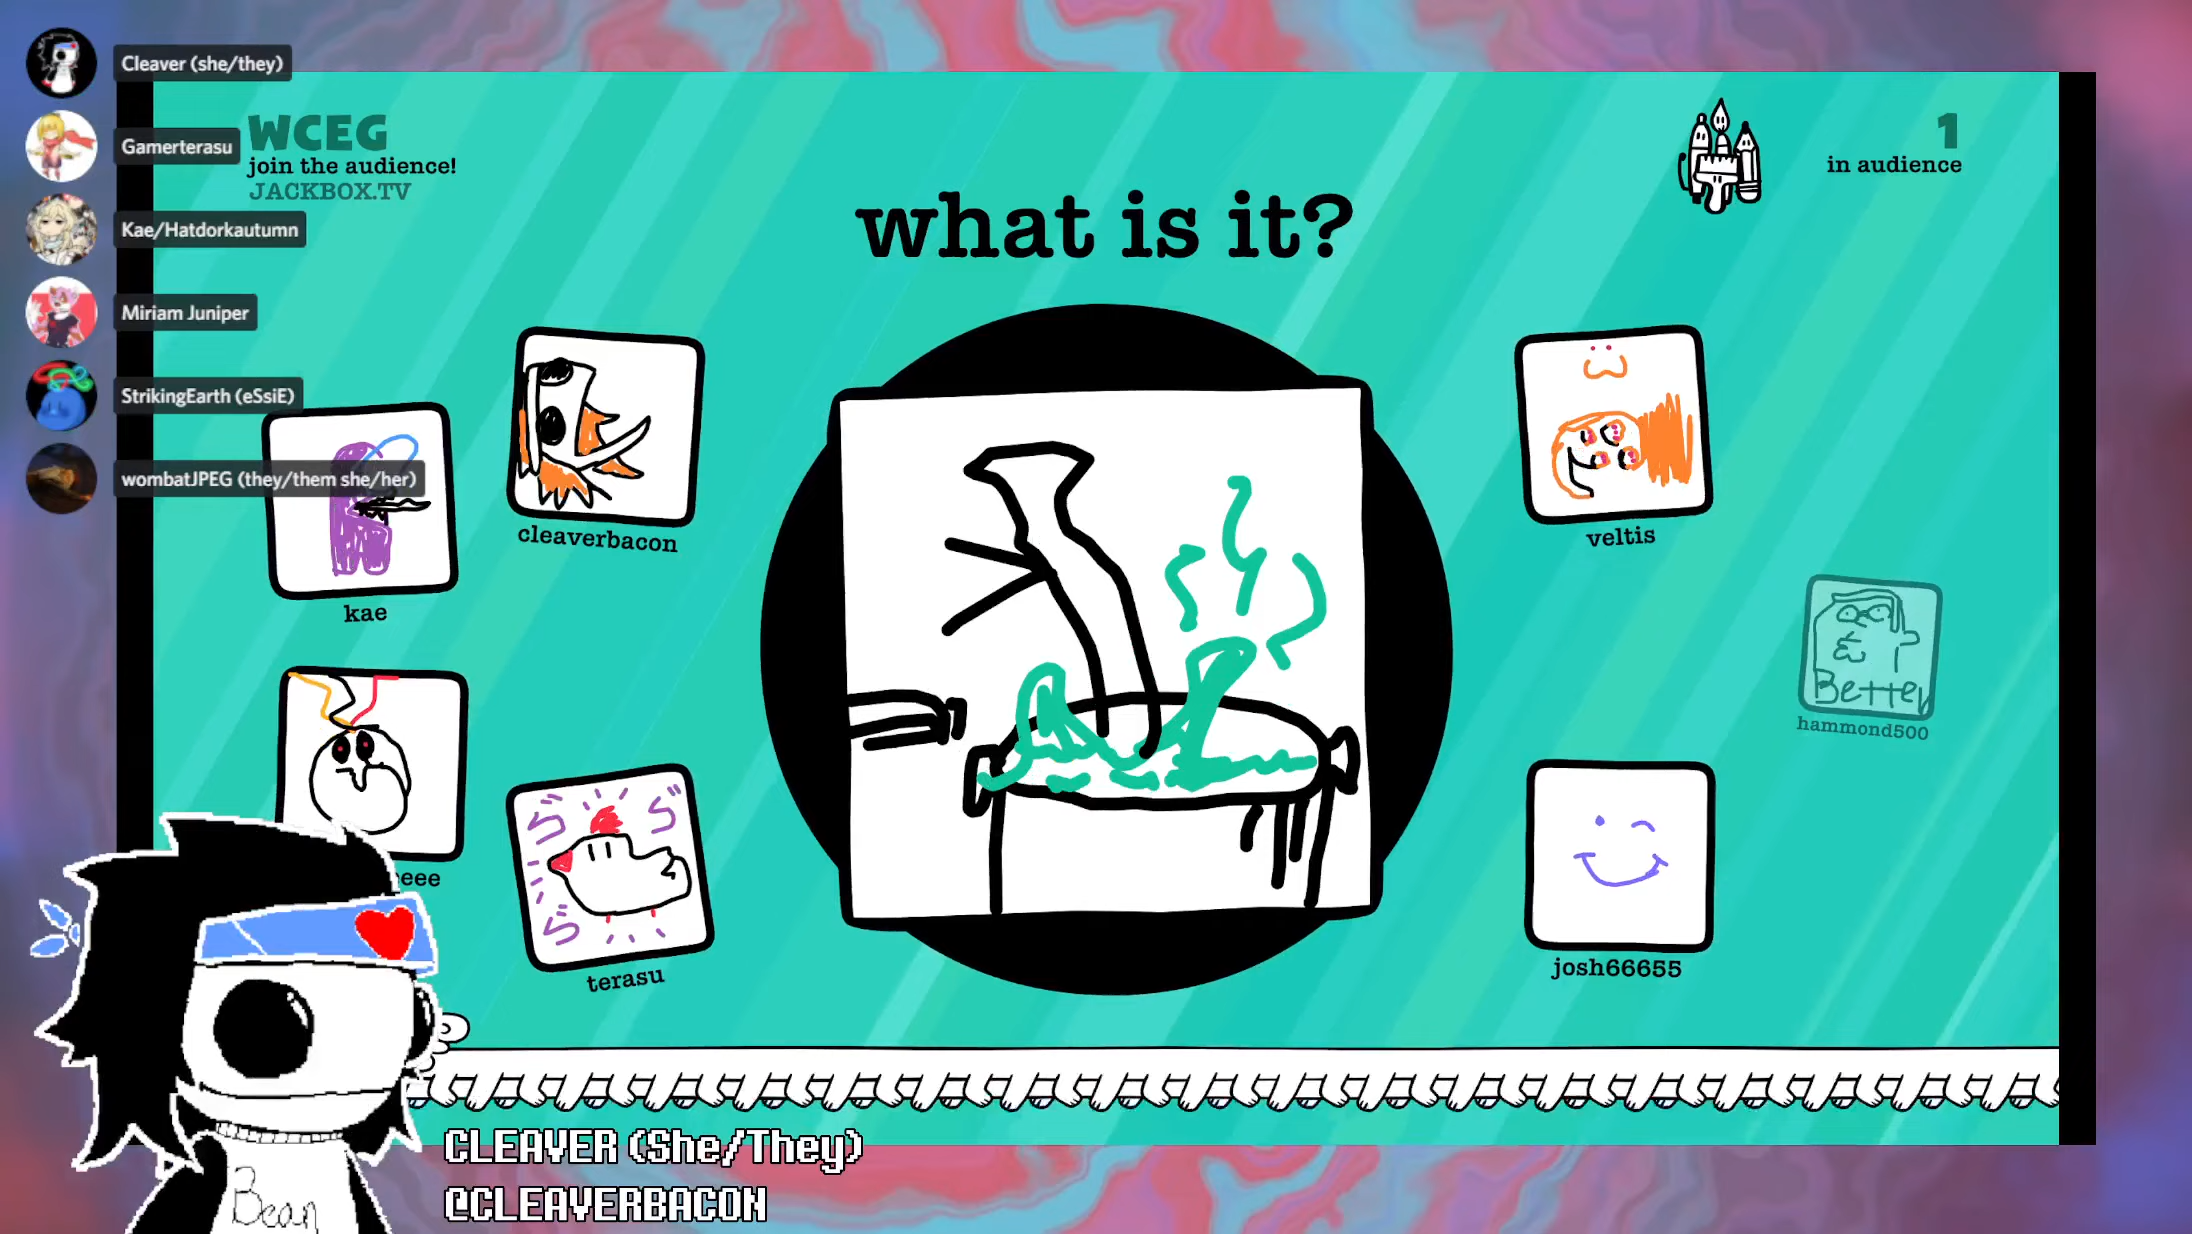 Cleaver (she/they)
Gamerterasu
Kae/Hatdorkautumn
Miriam Juniper
StrikingEarth (eSsiE)
wombatJPEG (they/them she/her)
WCEG
join the audience!
JACKBOX.TV
1
in audience
what is it?
cleaverbacon
veltis
kae
Better
hammond500
eee
terasu
josh66655
Bean
CLEAVER (She/They)
@CLEAVERBACON